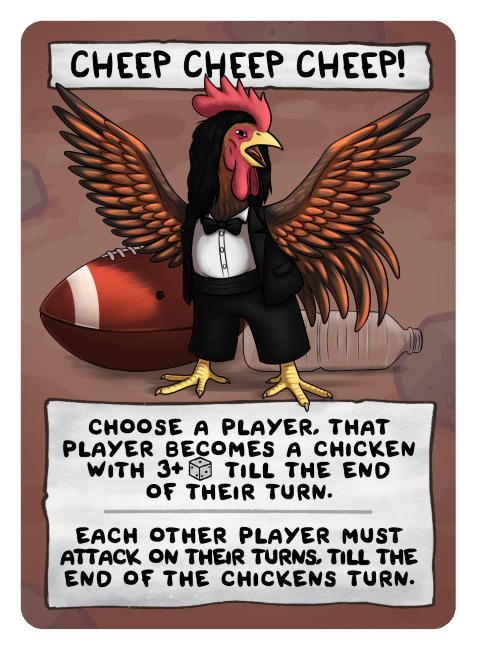 CHEEP CHEEP CHEEP!
CHOOSE A PLAYER. THAT
PLAYER BECOMES A CHICKEN
WITH 3+ TILL THE END
OF THEIR TURN.
EACH OTHER PLAYER MUST
ATTACK ON THEIR TURNS. TILL THE
END OF THE CHICKENS TURN.